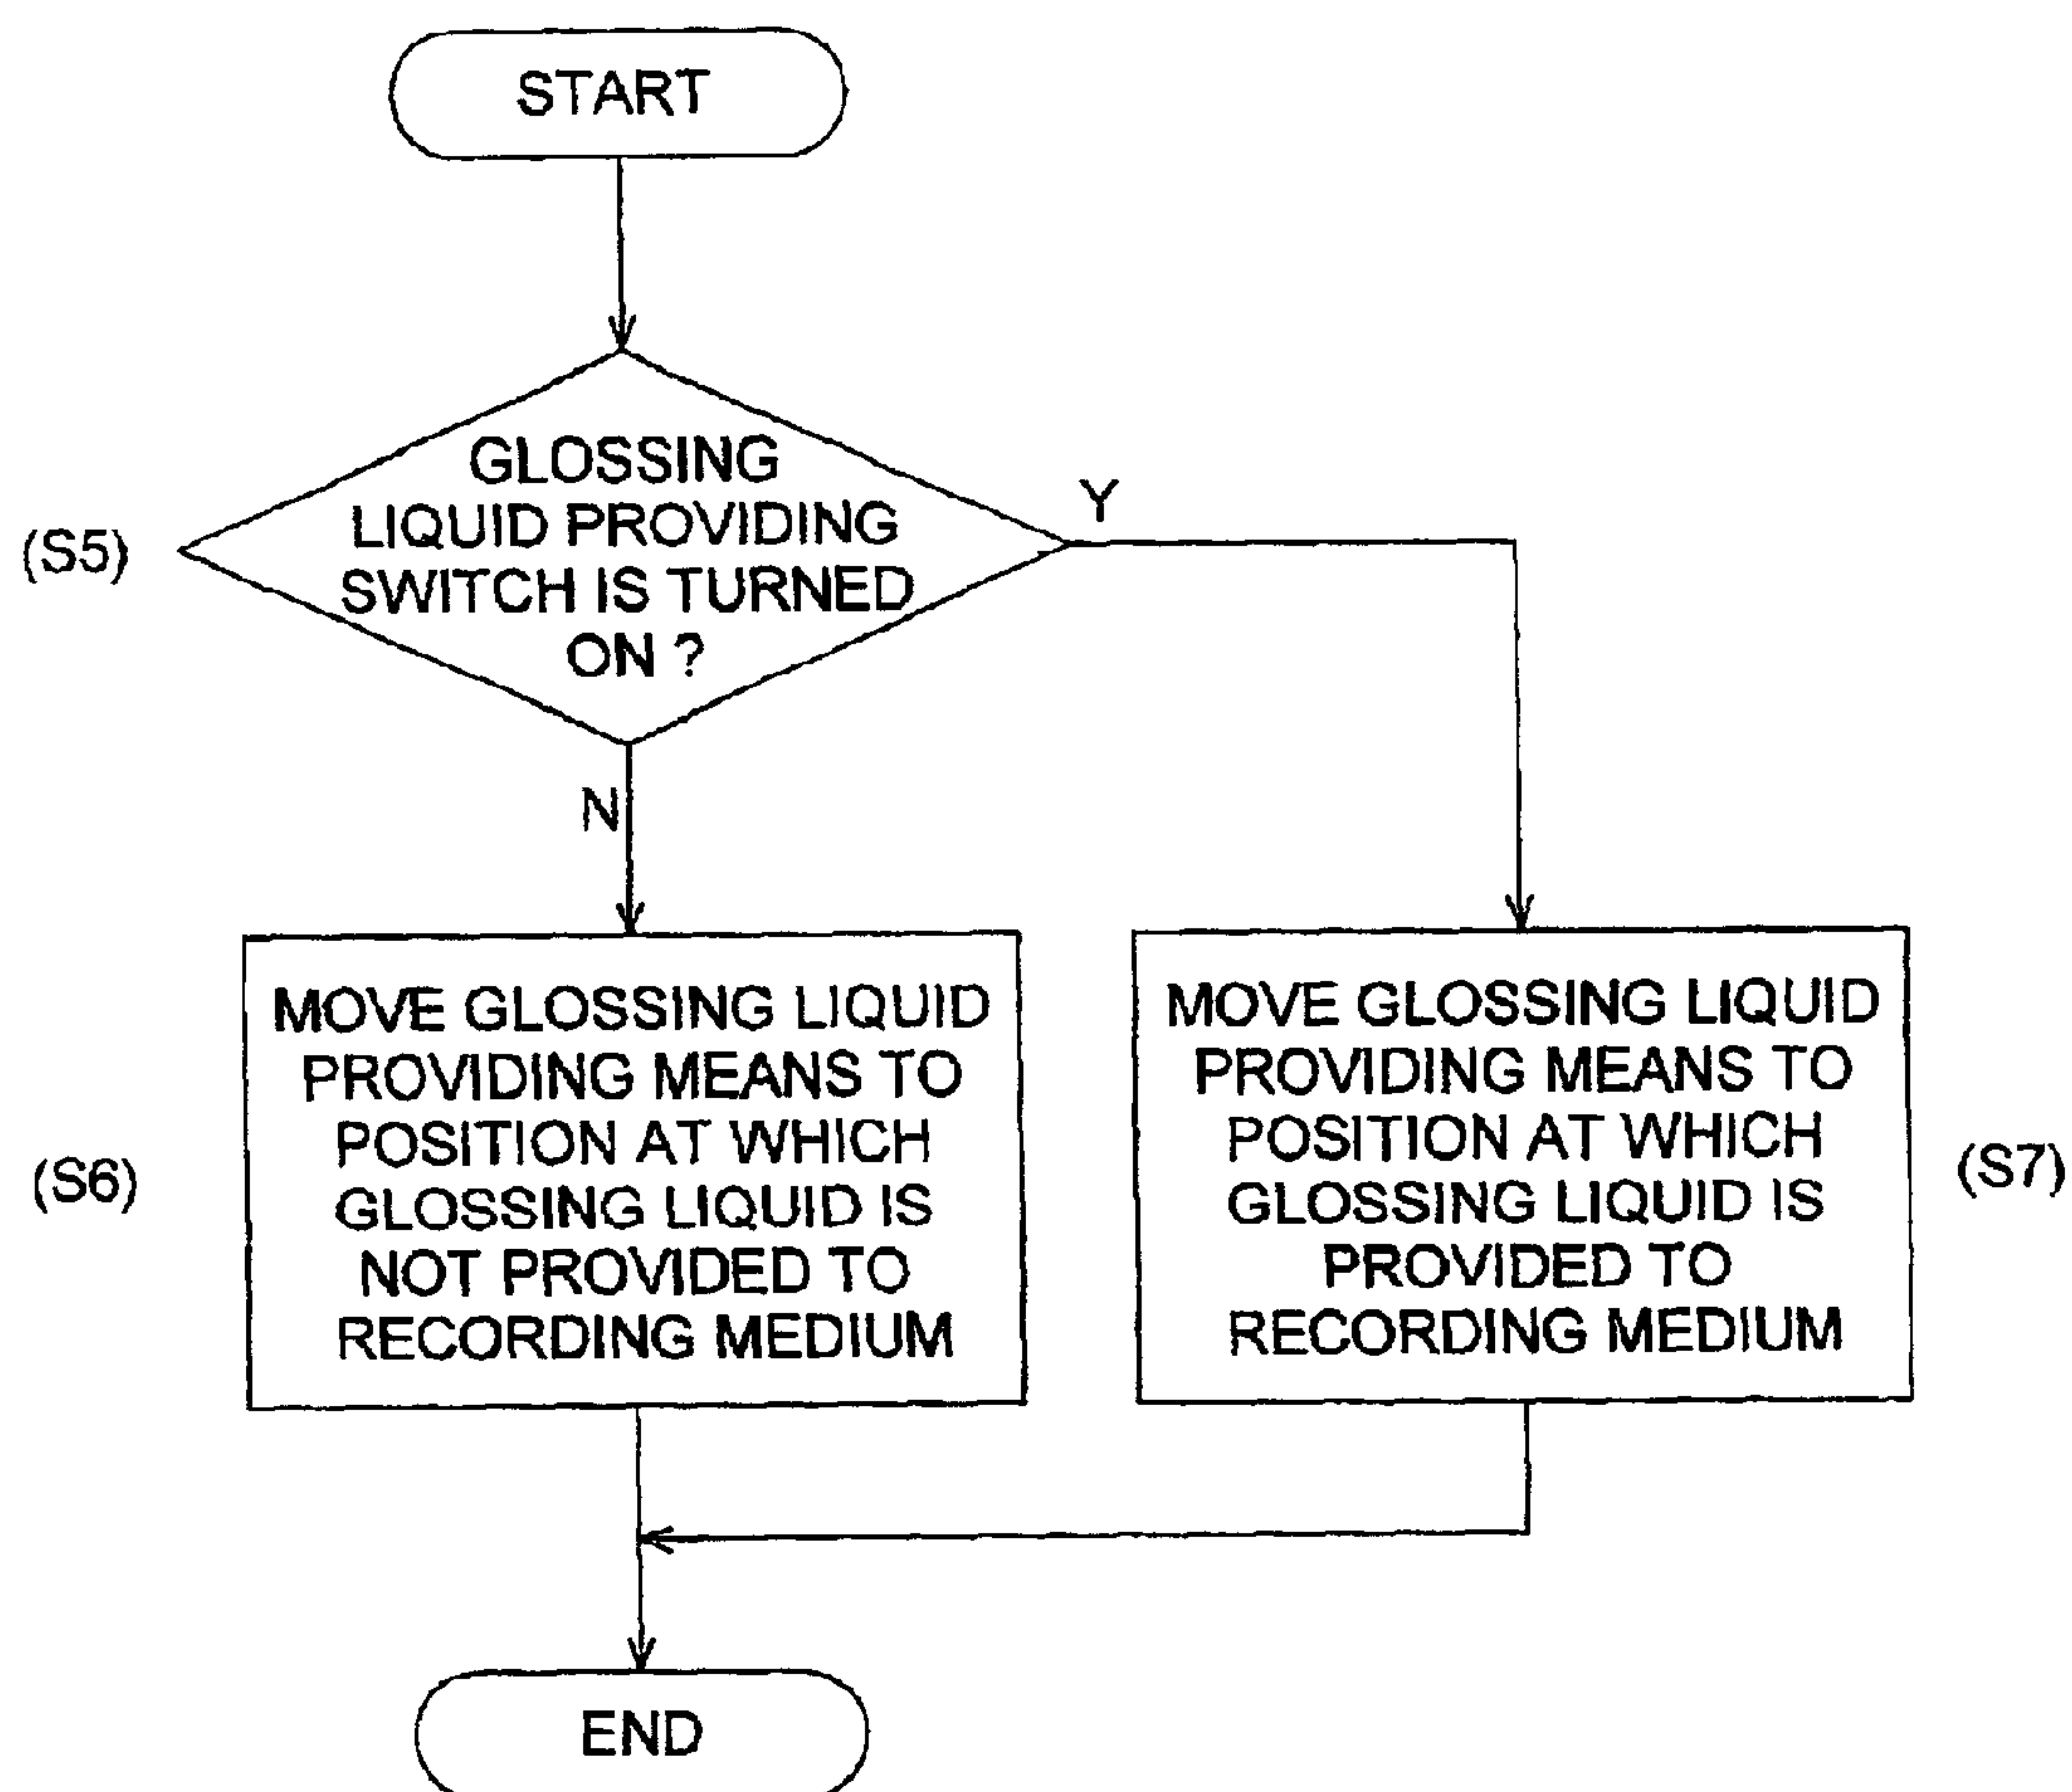 START
(S5)
GLOSSING
LIQUID PROVIDING
SWITCH IS TURNED
ON ?
Y
N
(S6)
MOVE GLOSSING LIQUID
PROVIDING MEANS TO
POSITION AT WHICH
GLOSSING LIQUID IS
NOT PROVIDED TO
RECORDING MEDIUM
MOVE GLOSSING LIQUID
PROVIDING MEANS TO
POSITION AT WHICH
GLOSSING LIQUID IS
PROVIDED TO
RECORDING MEDIUM
(S7)
END